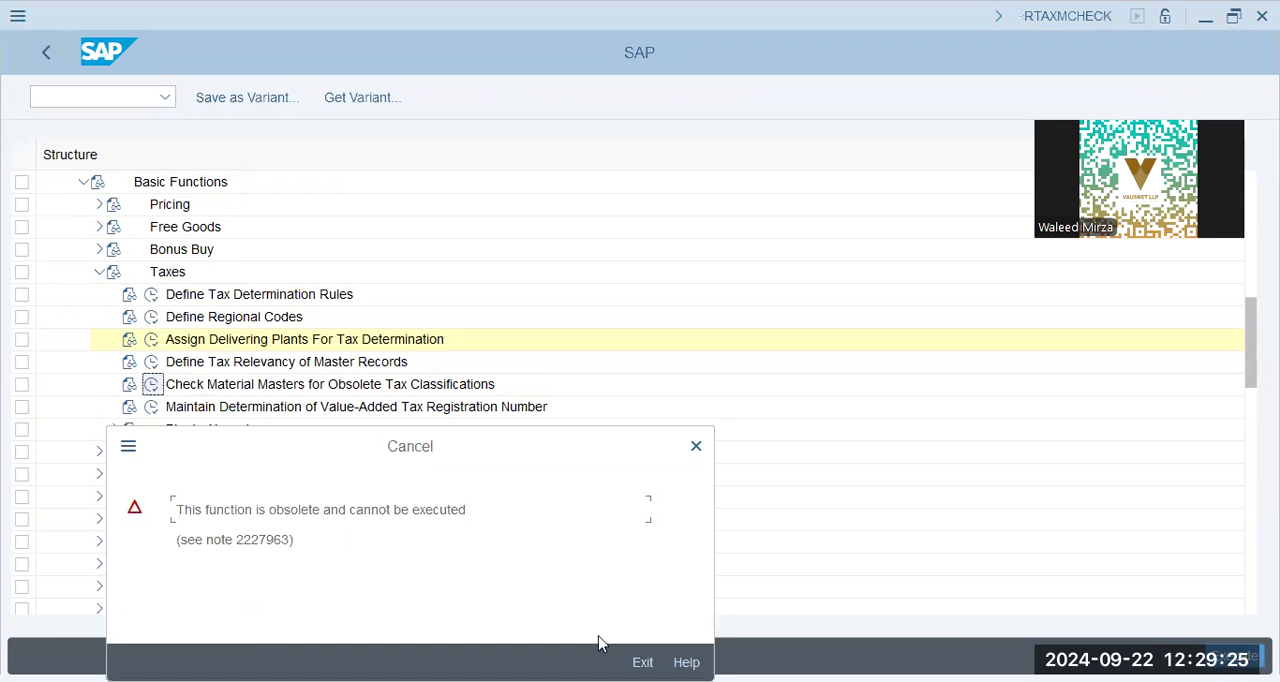 RTAXMCHECK
SAP
SAP
Save as Variant...
Get Variant...
Structure
Basic Functions
Pricing
Free Goods
Bonus Buy
Taxes
Define Tax Determination Rules
Define Regional Codes
Assign Delivering Plants For Tax Determination
Define Tax Relevancy of Master Records
Check Material Masters for Obsolete Tax Classifications
Maintain Determination of Value-Added Tax Registration Number
VAUSNET LLP
Waleed Mirza
Cancel
This function is obsolete and cannot be executed
(see note 2227963)
Exit
Help
2024-09-22 12:29:25